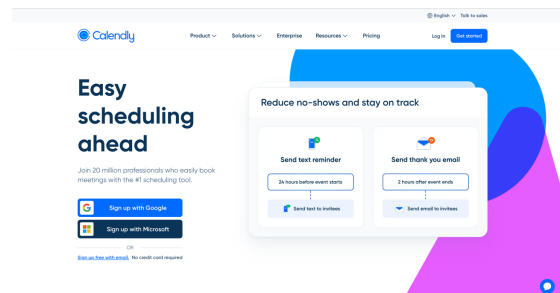 English Talk to sales
Calendly Product Solutions Enterprise Resources Pricing Log In Get started
Easy
scheduling
ahead
Join 20 million professionals who easily book
meetings with the #1 scheduling tool.
Sign up with Google
Sign up with Microsoft
OR
Sign up free with email. No credit card required
Reduce no-shows and stay on track
Send text reminder
24 hours before event starts
Send text to invitees
Send thank you email
2 hours after event ends
Send email to invitees